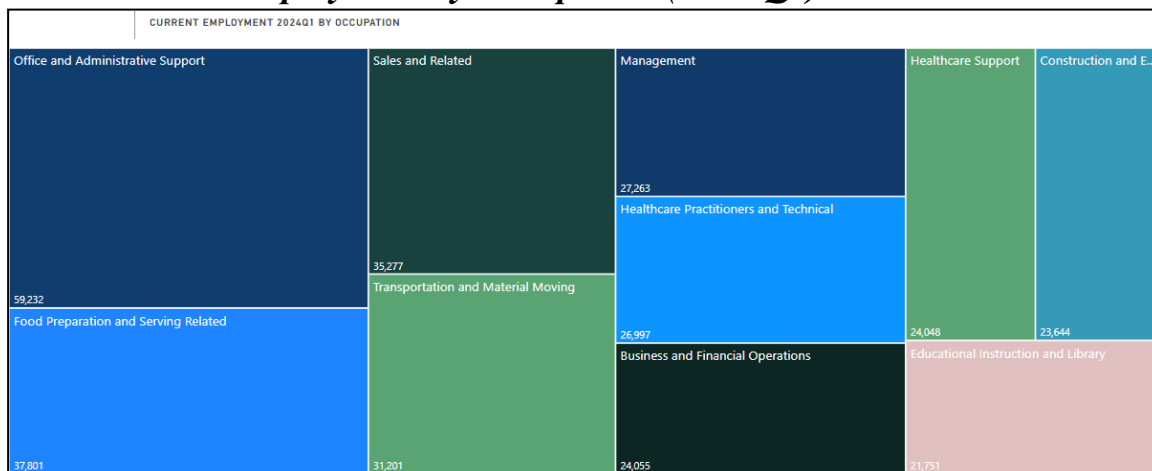 CURRENT EMPLOYMENT 2024Q1 BY OCCUPATION
Office and Administrative Support
59,232
Food Preparation and Serving Related
37,801
Sales and Related
35,277
Transportation and Material Moving
31,201
Management
27,263
Healthcare Practitioners and Technical
26,997
Business and Financial Operations
24,055
Healthcare Support
24,048
Construction and E...
23,644
Educational Instruction and Library
21,751